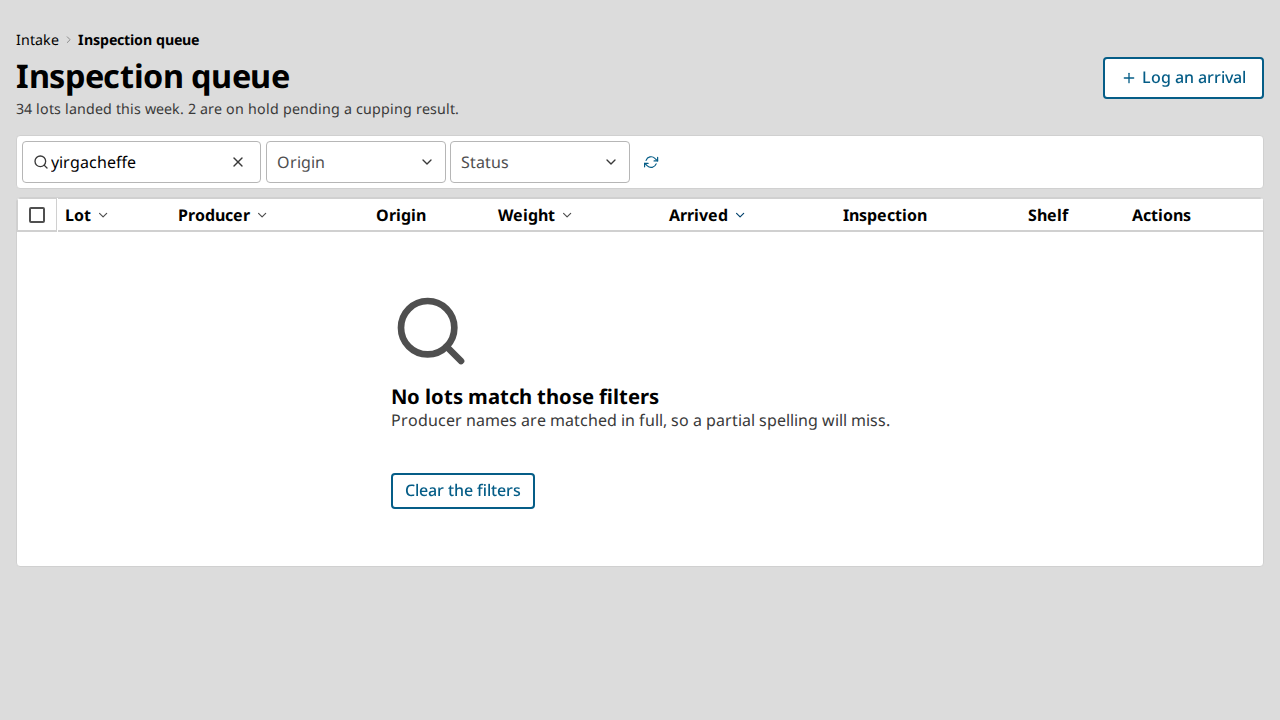 Intake Inspection queue
Inspection queue
Log an arrival
34 lots landed this week. 2 are on hold pending a cupping result.
yirgacheffe Origin Status
Lot Producer Origin Weight Arrived Inspection Shelf Actions
No lots match those filters
Producer names are matched in full, so a partial spelling will miss.
Clear the filters